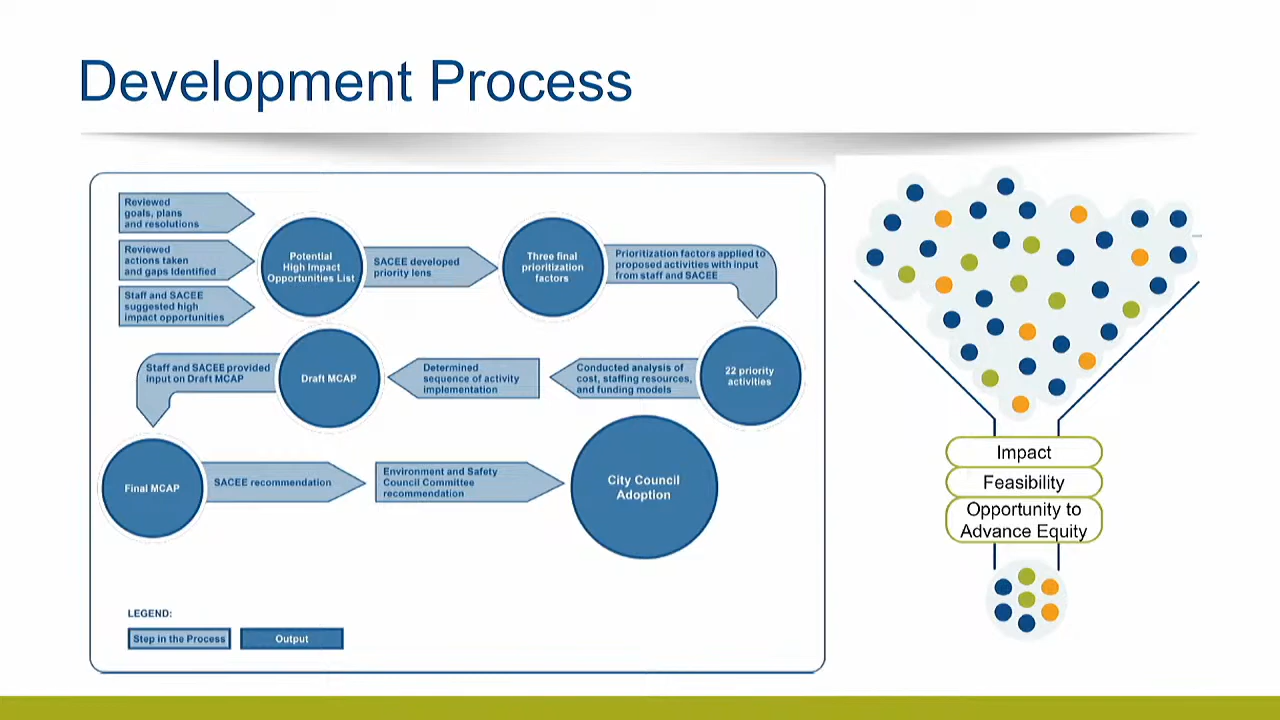 Development Process
Reviewed
goals, plans
and resolutions
Reviewed
actions taken
and gaps Identified
Staff and SACEE
suggested high
impact opportunities
Potential
High Impact
Opportunities List
SACEE developed
priority lens
Three final
prioritization
factors
Prioritization factors applied to
proposed activities with input
from staff and SACEE
22 priority
activities
Conducted analysis of
cost, staffing resources,
and funding models
Determined
sequence of activity
implementation
Draft MCAP
Staff and SACEE provided
input on Draft MCAP
Final MCAP
SACEE recommendation
Environment and Safety
Council Committee
recommendation
City Council
Adoption
LEGEND:
Step in the Process
Output
Impact
Feasibility
Opportunity to
Advance Equity